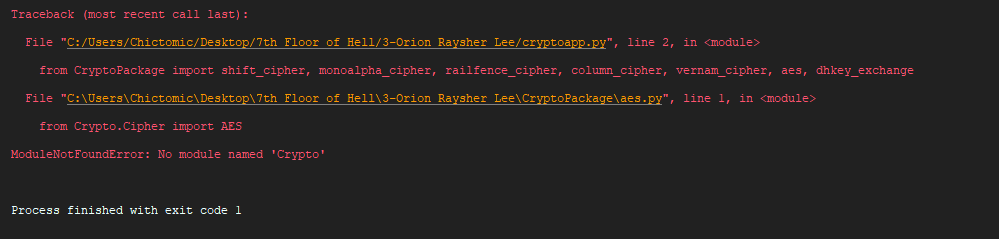 Traceback (most recent call last):
File "C:/Users/Chictomic/Desktop/7th Floor of Hell/3-Orion Raysher Lee/cryptoapp.py", line 2, in <module>
from CryptoPackage import shift_cipher, monoalpha_cipher, railfence_cipher, column_cipher, vernam_cipher, aes, dhkey_exchange
File "C:\Users\Chictomic\Desktop\7th Floor of Hell\3-Orion Raysher Lee\CryptoPackage\aes.py", line 1, in <module>
from Crypto.Cipher import AES
ModuleNotFoundError: No module named 'Crypto'
Process finished with exit code 1